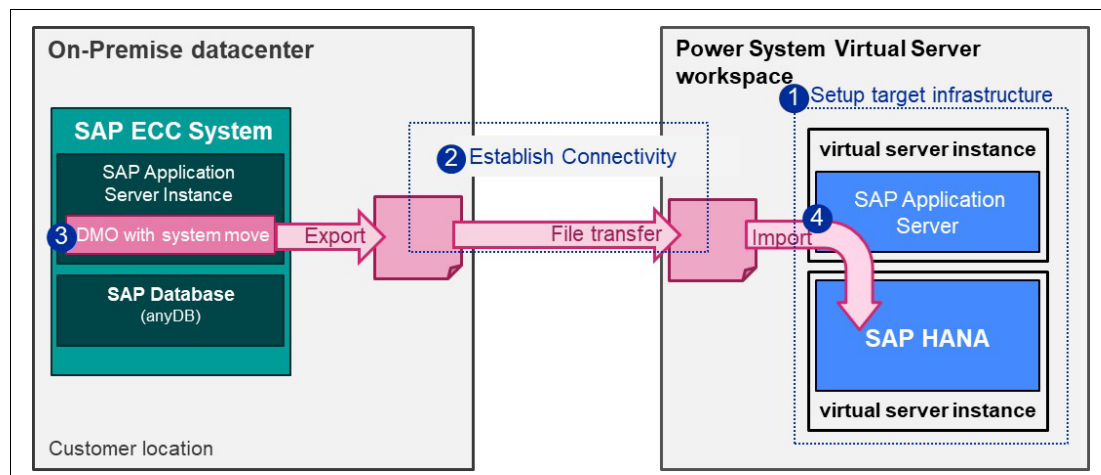 On-Premise datacenter
SAP ECC System
SAP Application
Server Instance
3 DMO with system move
Export
SAP Database
(anyDB)
Customer location
2 Establish Connectivity
File transfer
Power System Virtual Server
workspace
1 Setup target infrastructure
virtual server instance
SAP Application
Server
4
Import
SAP HANA
virtual server instance